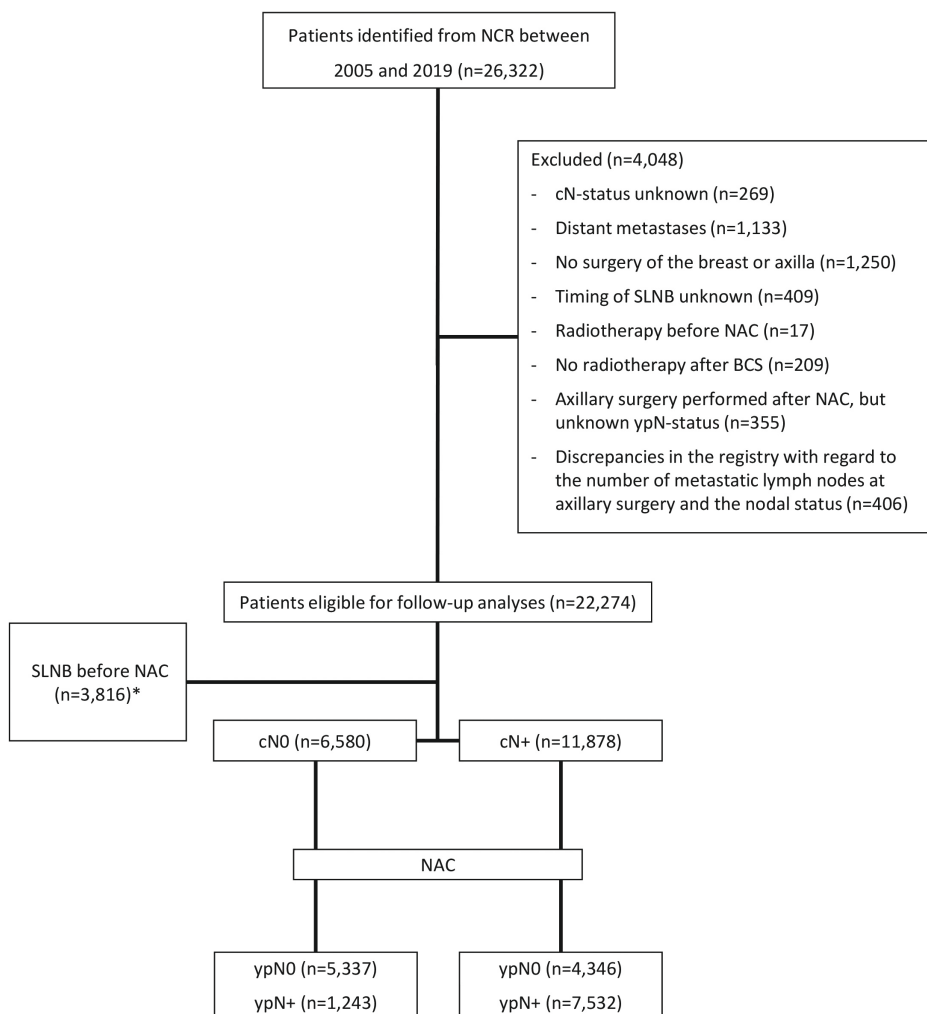 Patients identified from NCR between
2005 and 2019 (n=26,322)
Excluded (n=4,048)
- cN-status unknown (n=269)
- Distant metastases (n=1,133)
- No surgery of the breast or axilla (n=1,250)
- Timing of SLNB unknown (n=409)
- Radiotherapy before NAC (n=17)
- No radiotherapy after BCS (n=209)
- Axillary surgery performed after NAC, but
unknown ypN-status (n=355)
- Discrepancies in the registry with regard to
the number of metastatic lymph nodes at
axillary surgery and the nodal status (n=406)
Patients eligible for follow-up analyses (n=22,274)
SLNB before NAC
(n=3,816)*
cN0 (n=6,580)
cN+ (n=11,878)
NAC
ypN0 (n=5,337)
ypN+ (n=1,243)
ypN0 (n=4,346)
ypN+ (n=7,532)